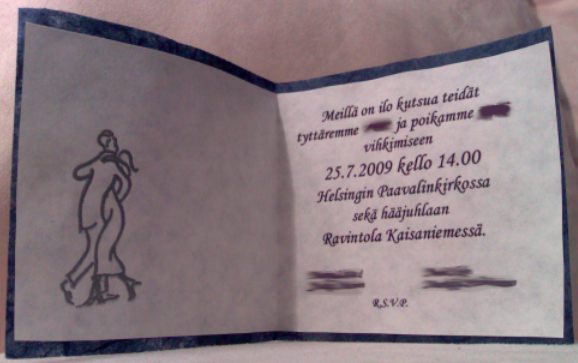 Meillä on ilo kutsua teidät
tyttäremme ja poikamme
vihkimiseen
25.7.2009 kello 14.00
Helsingin Paavalinkirkossa
sekä hääjuhlaan
Ravintola Kaisaniemessä.
R.S.V.P.